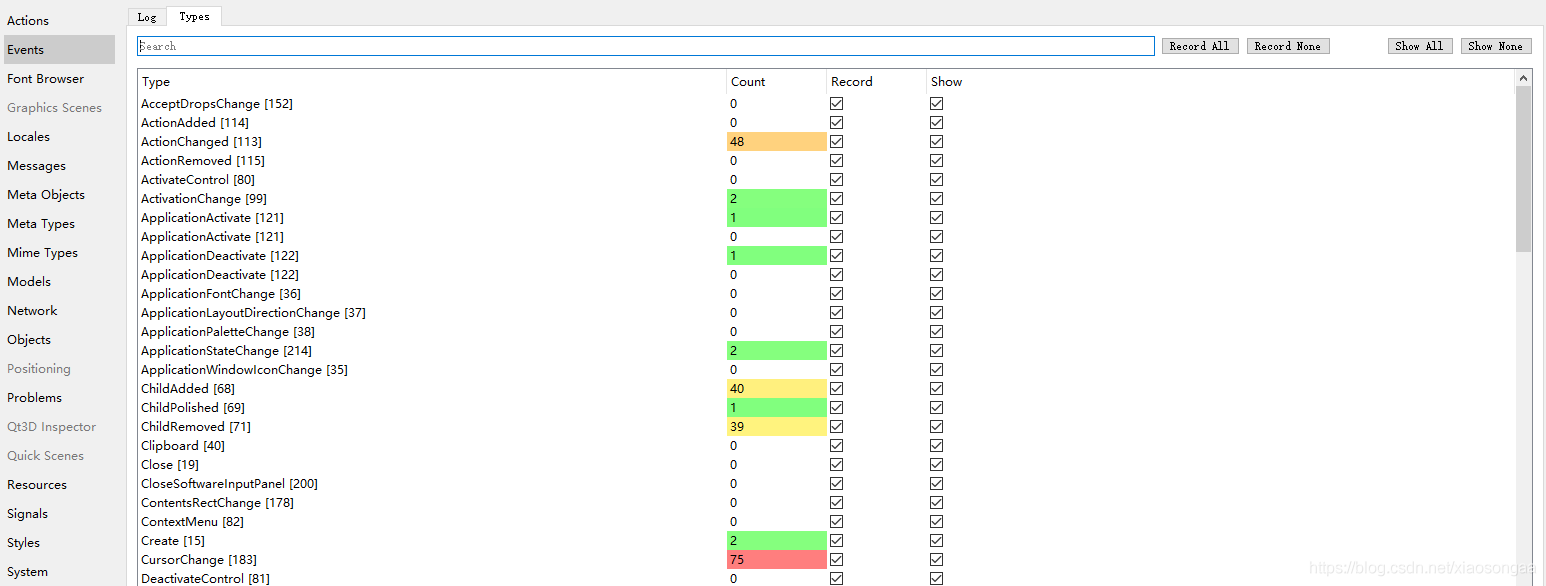 Actions
Events
Font Browser
Graphics Scenes
Locales
Messages
Meta Objects
Meta Types
Mime Types
Models
Network
Objects
Positioning
Problems
Qt3D Inspector
Quick Scenes
Resources
Signals
Styles
System
Log Types
Search Record All Record None Show All Show None
Type Count Record Show
AcceptDropsChange [152] 0
ActionAdded [114] 0
ActionChanged [113] 48
ActionRemoved [115] 0
ActivateControl [80] 0
ActivationChange [99] 2
ApplicationActivate [121] 1
ApplicationActivate [121] 0
ApplicationDeactivate [122] 1
ApplicationDeactivate [122] 0
ApplicationFontChange [36] 0
ApplicationLayoutDirectionChange [37] 0
ApplicationPaletteChange [38] 0
ApplicationStateChange [214] 2
ApplicationWindowIconChange [35] 0
ChildAdded [68] 40
ChildPolished [69] 1
ChildRemoved [71] 39
Clipboard [40] 0
Close [19] 0
CloseSoftwareInputPanel [200] 0
ContentsRectChange [178] 0
ContextMenu [82] 0
Create [15] 2
CursorChange [183] 75
DeactivateControl [81] 0
https://blog.csdn.net/xiaosongaa